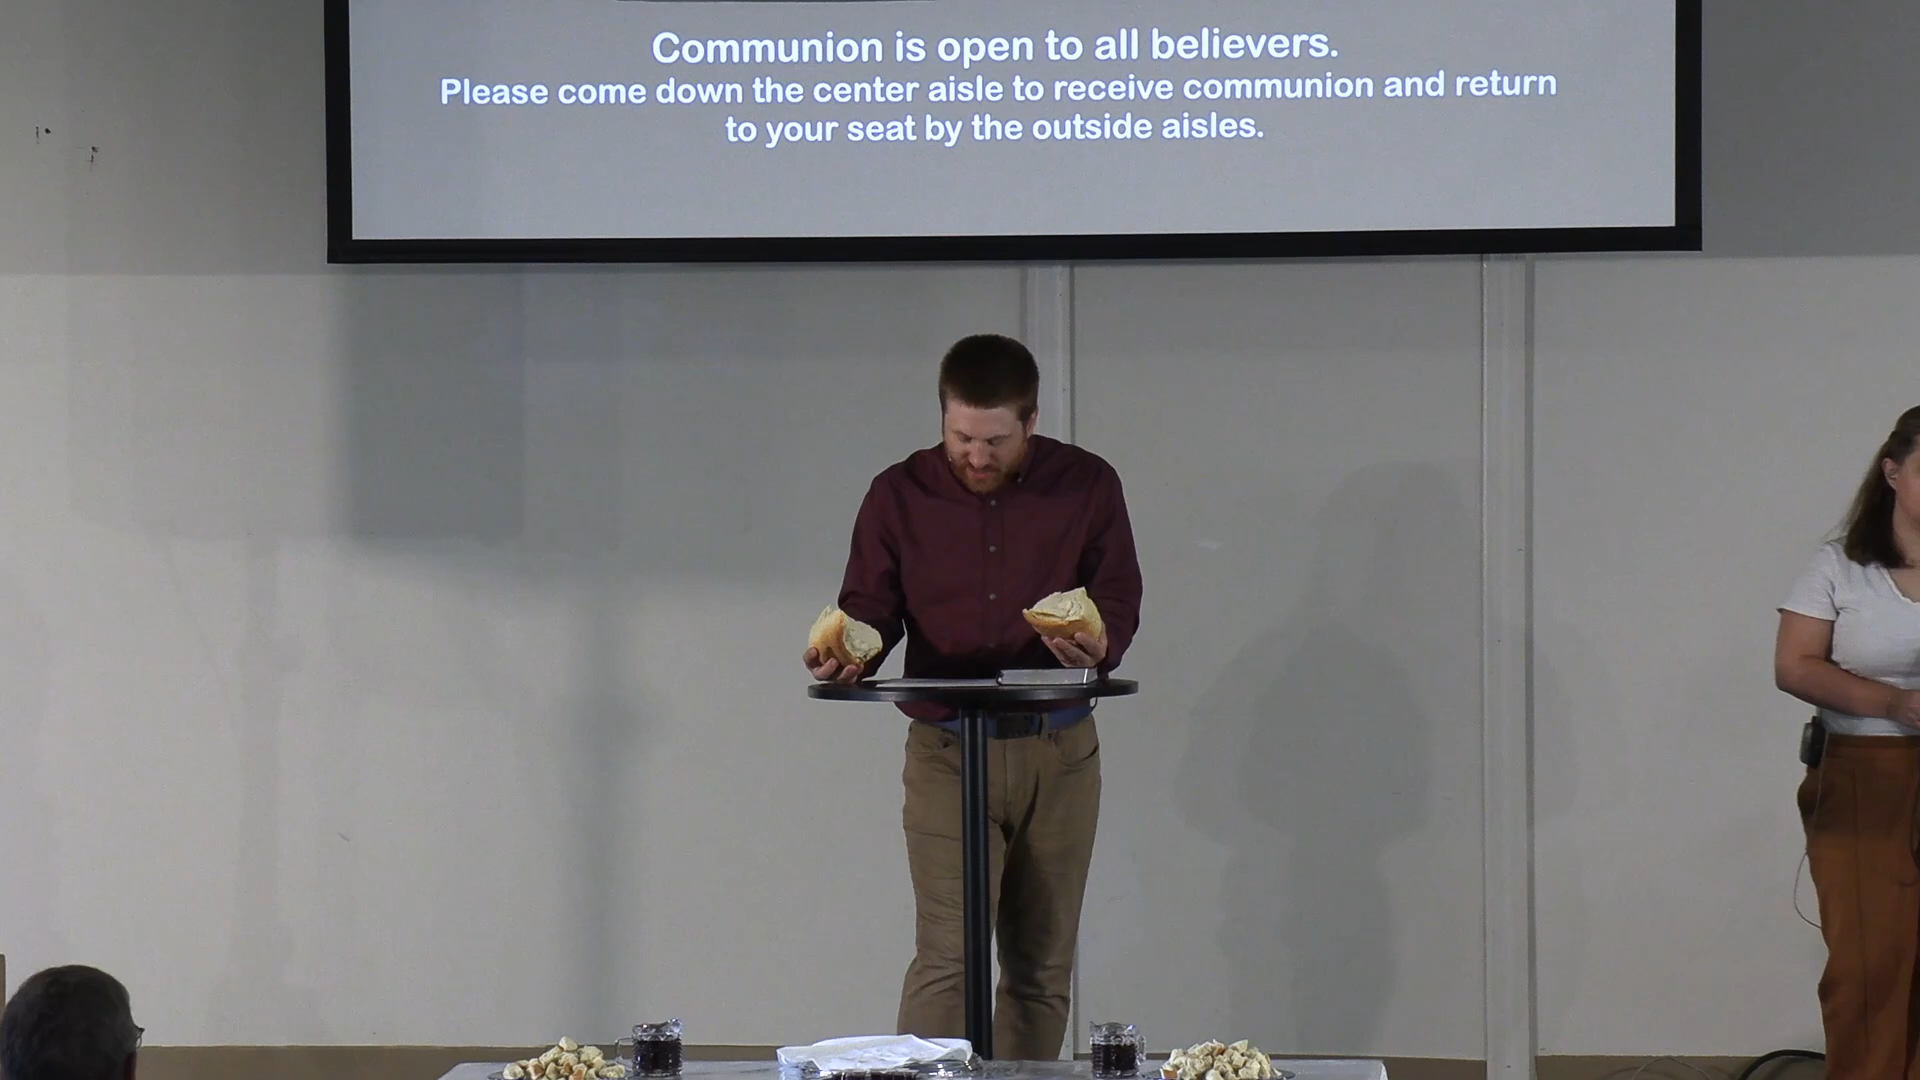 Communion is open to all believers.
Please come down the center aisle to receive communion and return
to your seat by the outside aisles.